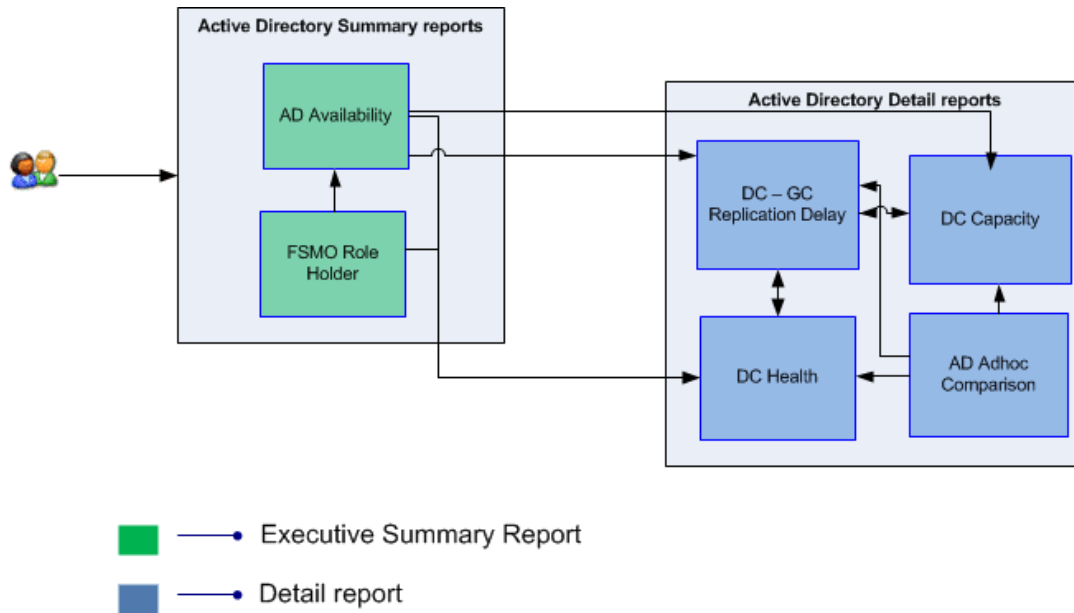 Active Directory Summary reports
AD Availability
FSMO Role
Holder
Active Directory Detail reports
DC – GC
Replication Delay
DC Capacity
DC Health
AD Adhoc
Comparison
Executive Summary Report
Detail report